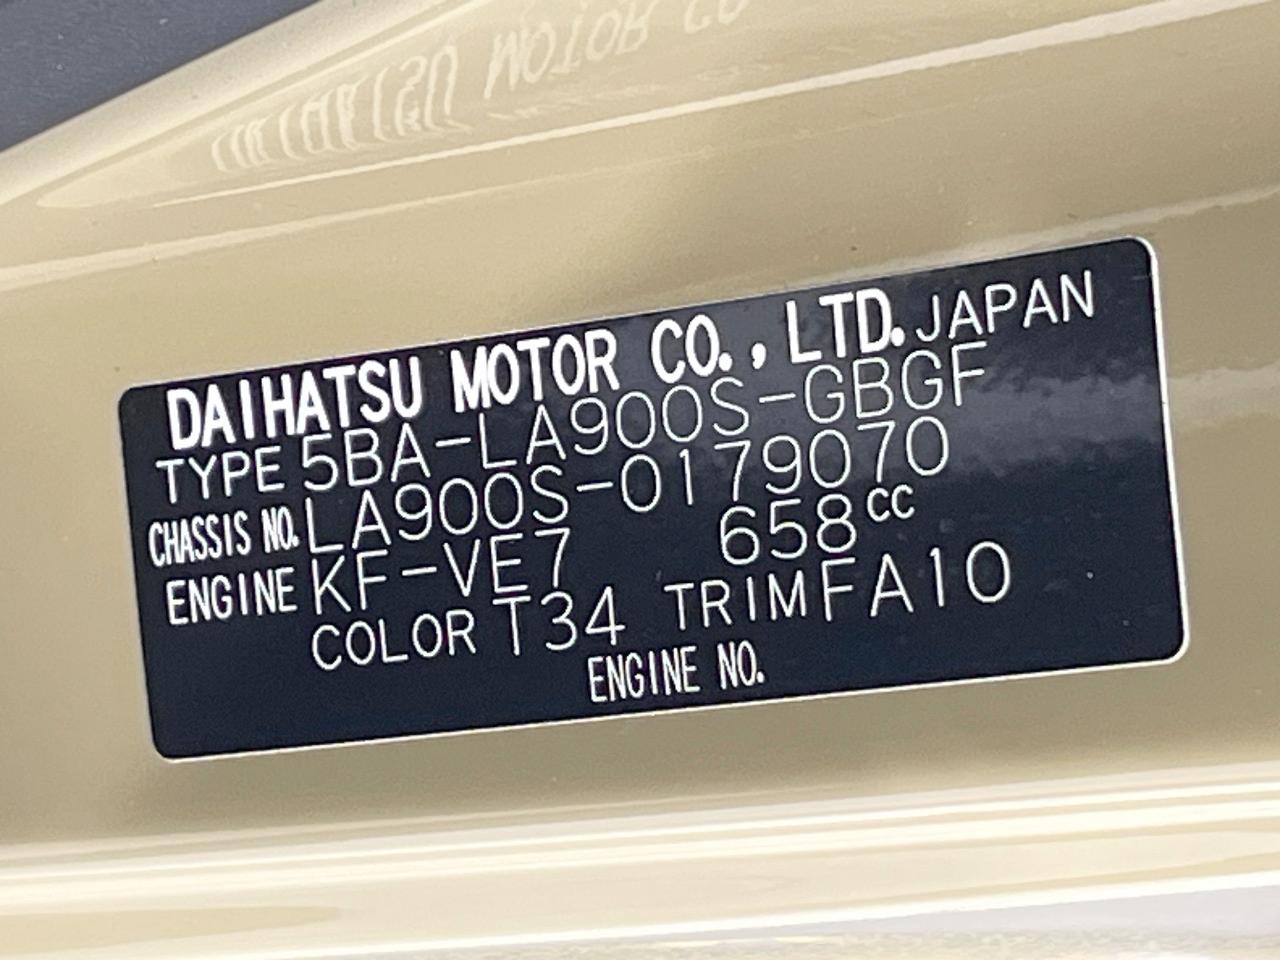 DAIHATSU MOTOR CO., LTD. JAPAN
TYPE 5BA-LA900S-GBGF
CHASSIS NO. LA900S-0179070
ENGINE KF-VE7 658cc
COLOR T34 TRIM FA10
ENGINE NO.